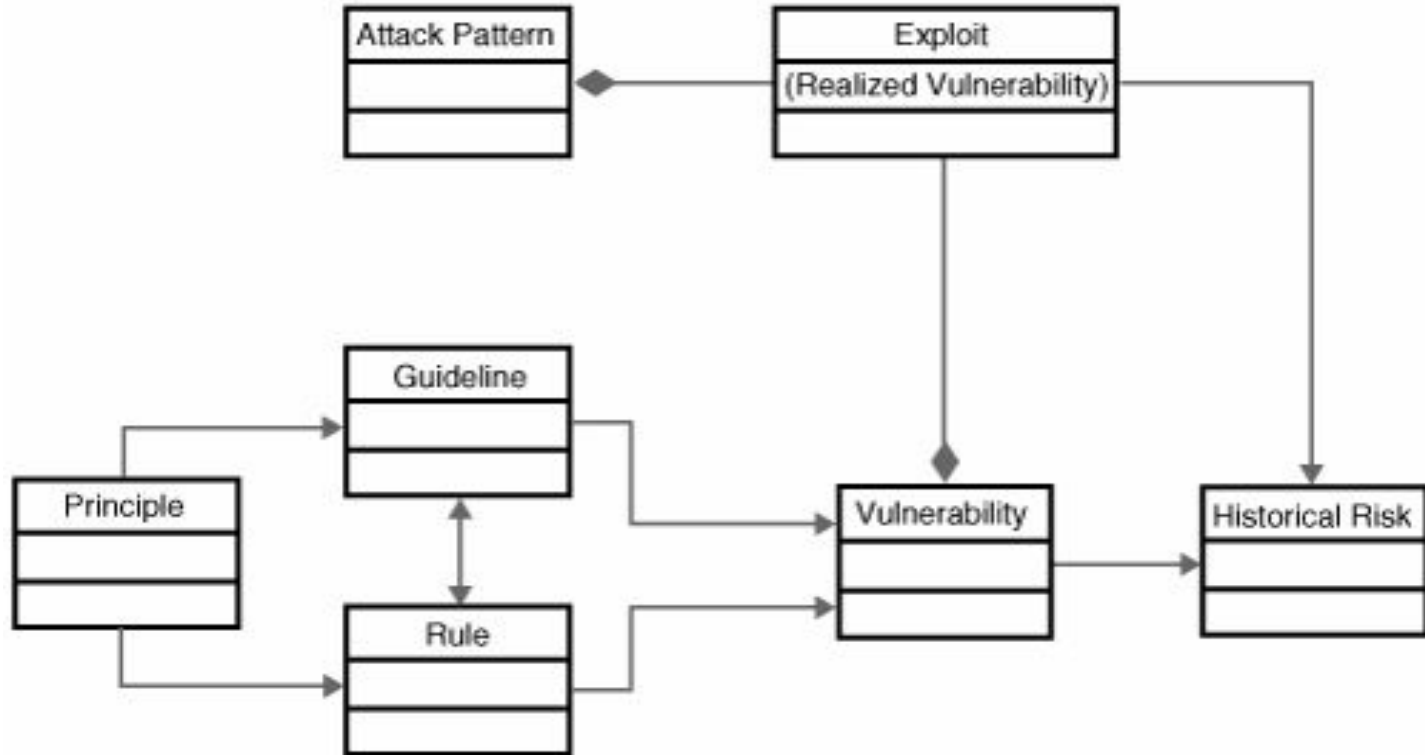 Attack Pattern
Exploit
(Realized Vulnerability)
Guideline
Principle
Vulnerability
Historical Risk
Rule